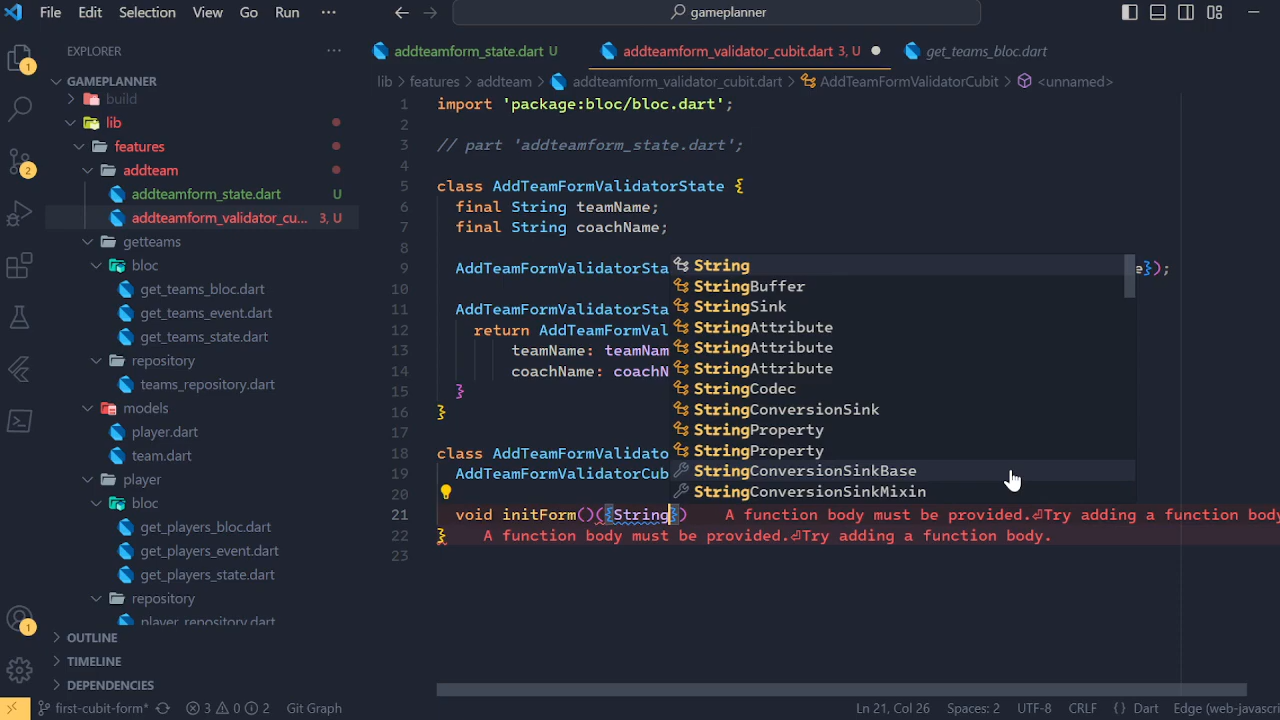 File Edit Selection View Go Run ··· gameplanner
EXPLORER ···
addteamform_state.dart U
addteamform_validator_cubit.dart 3, U
get_teams_bloc.dart
lib > features > addteam > addteamform_validator_cubit.dart > AddTeamFormValidatorCubit > <unnamed>
GAMEPLANNER
build
lib
features
addteam
addteamform_state.dart U
addteamform_validator_cu... 3, U
getteams
bloc
get_teams_bloc.dart
get_teams_event.dart
get_teams_state.dart
repository
teams_repository.dart
models
player.dart
team.dart
player
bloc
get_players_bloc.dart
get_players_event.dart
get_players_state.dart
repository
player_repository.dart
OUTLINE
TIMELINE
DEPENDENCIES
1 import 'package:bloc/bloc.dart';
2
3 // part 'addteamform_state.dart';
4
5 class AddTeamFormValidatorState {
6 final String teamName;
7 final String coachName;
8
9 AddTeamFormValidatorSta e});
10
11 AddTeamFormValidatorSta
12 return AddTeamFormVal
13 teamName: teamNam
14 coachName: coachN
15 }
16 }
17
18 class AddTeamFormValidato
19 AddTeamFormValidatorCub
20
21 void initForm()({String}) A function body must be provided.⏎Try adding a function body
22 } A function body must be provided.⏎Try adding a function body.
23
String
StringBuffer
StringSink
StringAttribute
StringAttribute
StringAttribute
StringCodec
StringConversionSink
StringProperty
StringProperty
StringConversionSinkBase
StringConversionSinkMixin
1
2
1
first-cubit-form* 3 0 2 Git Graph Ln 21, Col 26 Spaces: 2 UTF-8 CRLF {} Dart Edge (web-javascri